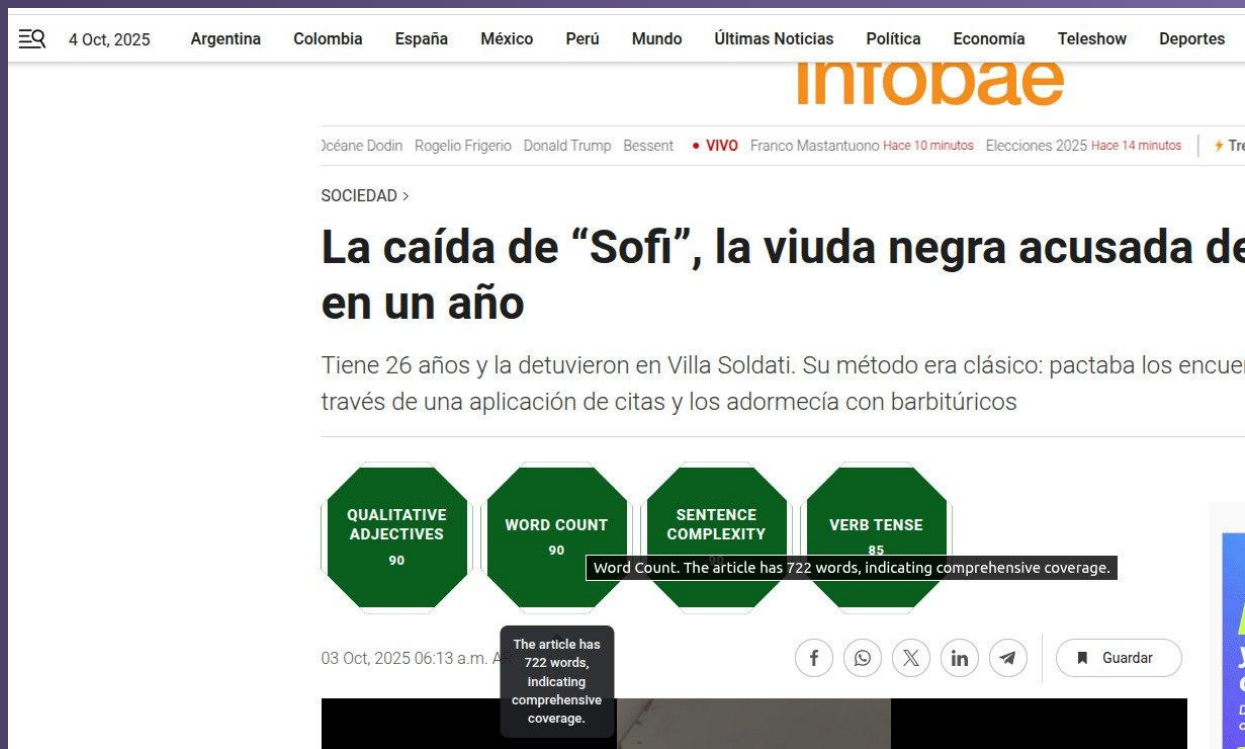 4 Oct, 2025 Argentina Colombia España México Perú Mundo Últimas Noticias Política Economía Teleshow Deportes
infobae
Océane Dodin Rogelio Frigerio Donald Trump Bessent • VIVO Franco Mastantuono Hace 10 minutos Elecciones 2025 Hace 14 minutos
SOCIEDAD >
La caída de “Sofi”, la viuda negra acusada de
en un año
Tiene 26 años y la detuvieron en Villa Soldati. Su método era clásico: pactaba los
través de una aplicación de citas y los adormecía con barbitúricos
QUALITATIVE
ADJECTIVES
90
WORD COUNT
90
SENTENCE
COMPLEXITY
90
VERB TENSE
85
Word Count. The article has 722 words, indicating comprehensive coverage.
The article has
722 words,
indicating
comprehensive
coverage.
03 Oct, 2025 06:13 a.m.
Guardar